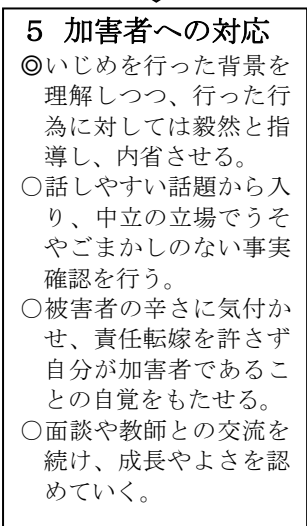 ５ 加害者への対応
◎いじめを行った背景を
理解しつつ、行った行
為に対しては毅然と指
導し、内省させる。
○話しやすい話題から入
り、中立の立場でうそ
やごまかしのない事実
確認を行う。
○被害者の辛さに気付か
せ、責任転嫁を許さず
自分が加害者であるこ
との自覚をもたせる。
○面談や教師との交流を
続け、成長やよさを認
めていく。